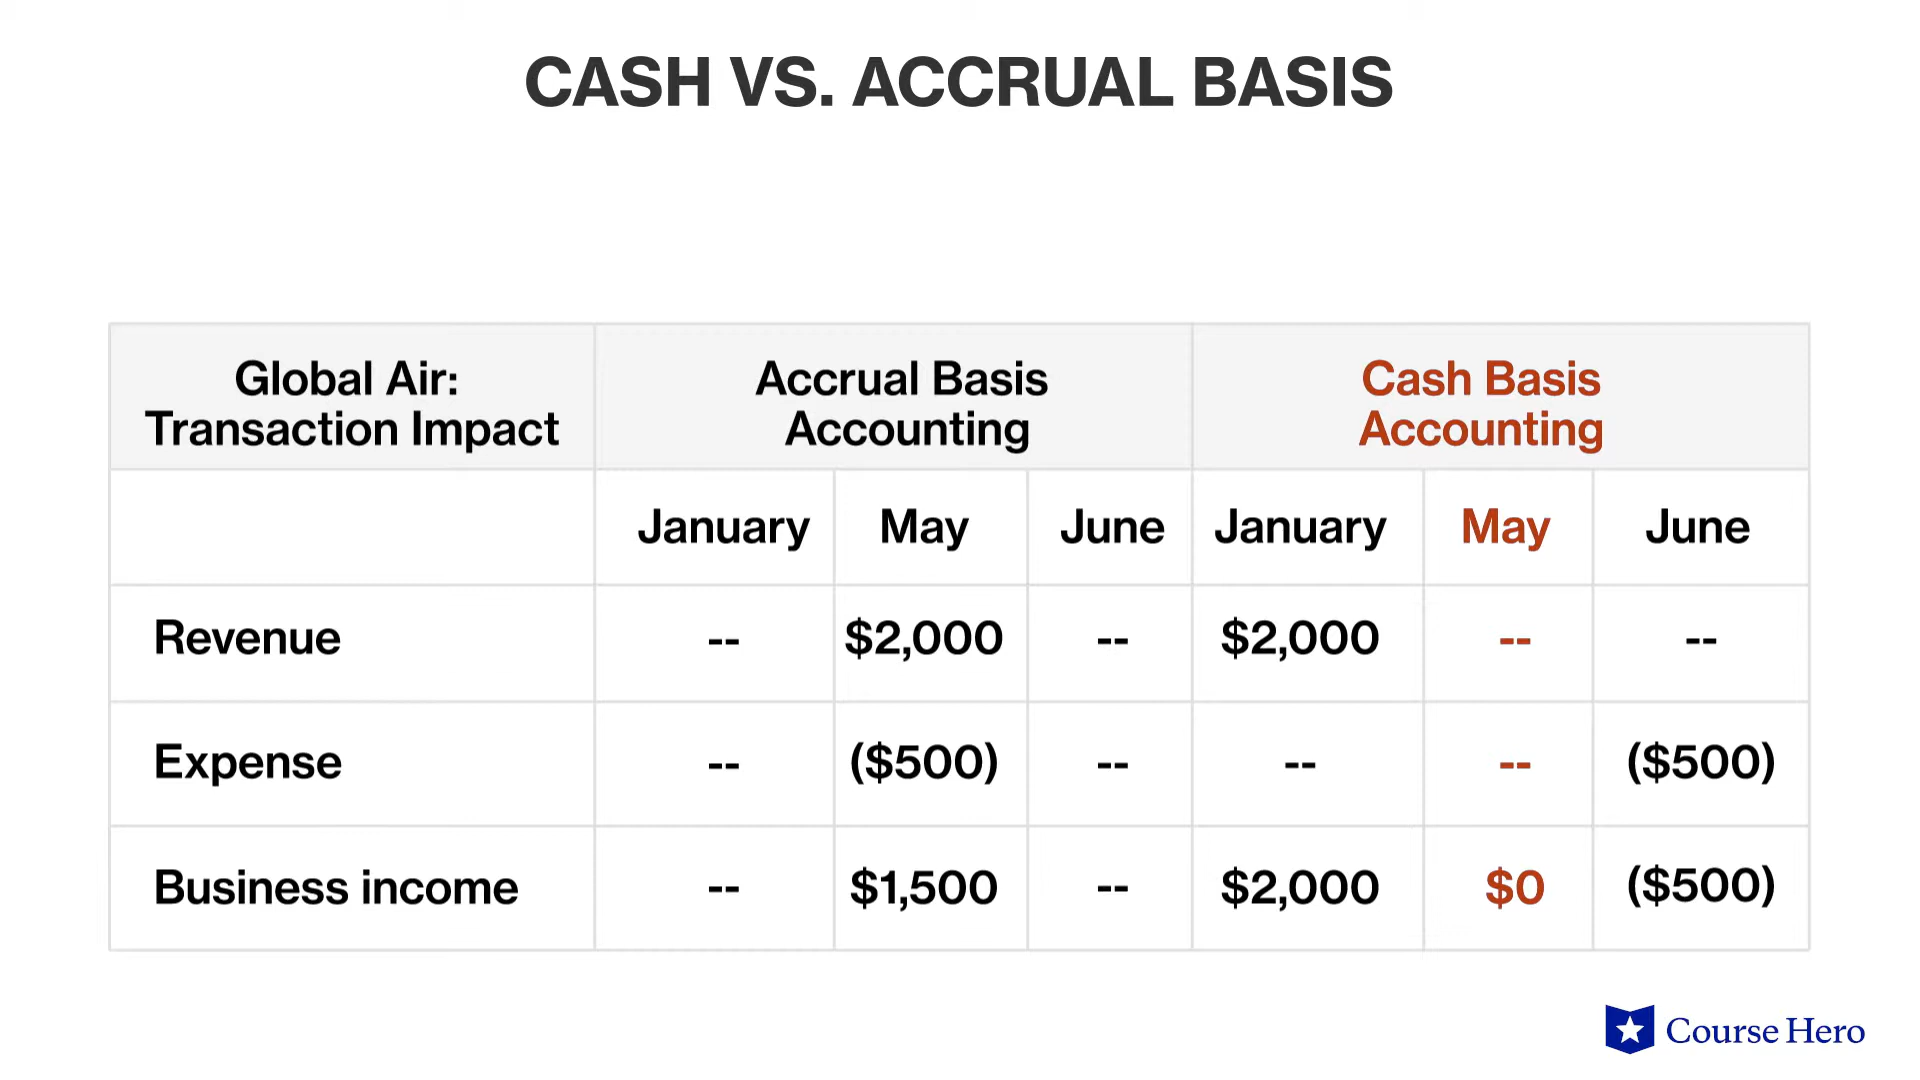 CASH VS. ACCRUAL BASIS
Global Air:
Transaction Impact
Accrual Basis
Accounting
Cash Basis
Accounting
January May June January May June
Revenue -- $2,000 -- $2,000 -- --
Expense -- ($500) -- -- -- ($500)
Business income -- $1,500 -- $2,000 $0 ($500)
Course Hero